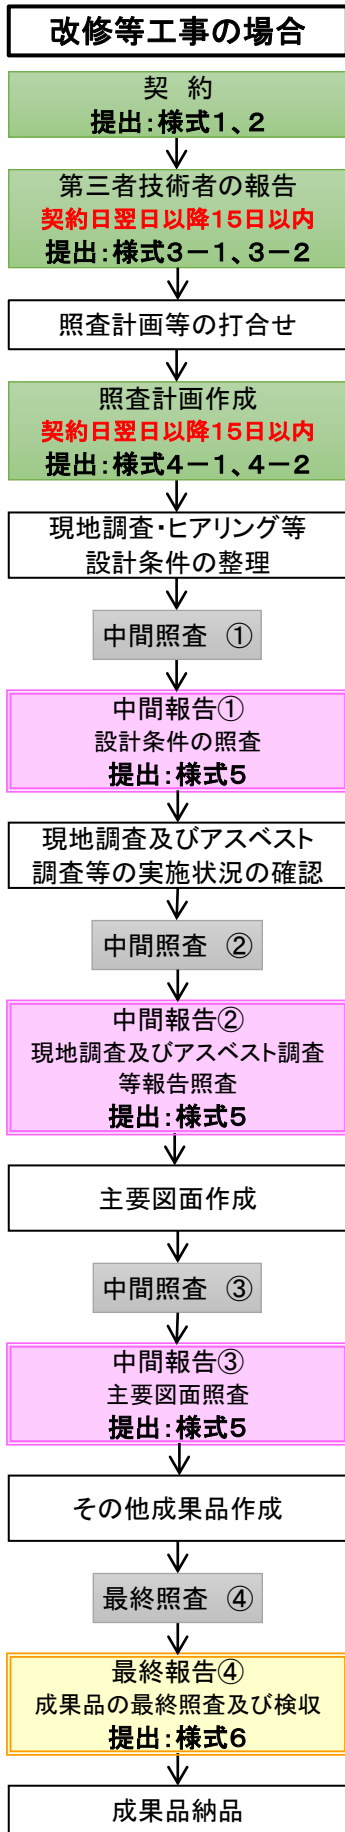 改修等工事の場合
契 約
提出：様式１、２
第三者技術者の報告
契約日翌日以降15日以内
提出：様式３－１、３－２
照査計画等の打合せ
照査計画作成
契約日翌日以降15日以内
提出：様式４－１、４－２
現地調査・ヒアリング等
設計条件の整理
中間照査 ①
中間報告①
設計条件の照査
提出：様式５
現地調査及びアスベスト
調査等の実施状況の確認
中間照査 ②
中間報告②
現地調査及びアスベスト調査
等報告照査
提出：様式５
主要図面作成
中間照査 ③
中間報告③
主要図面照査
提出：様式５
その他成果品作成
最終照査 ④
最終報告④
成果品の最終照査及び検収
提出：様式６
成果品納品